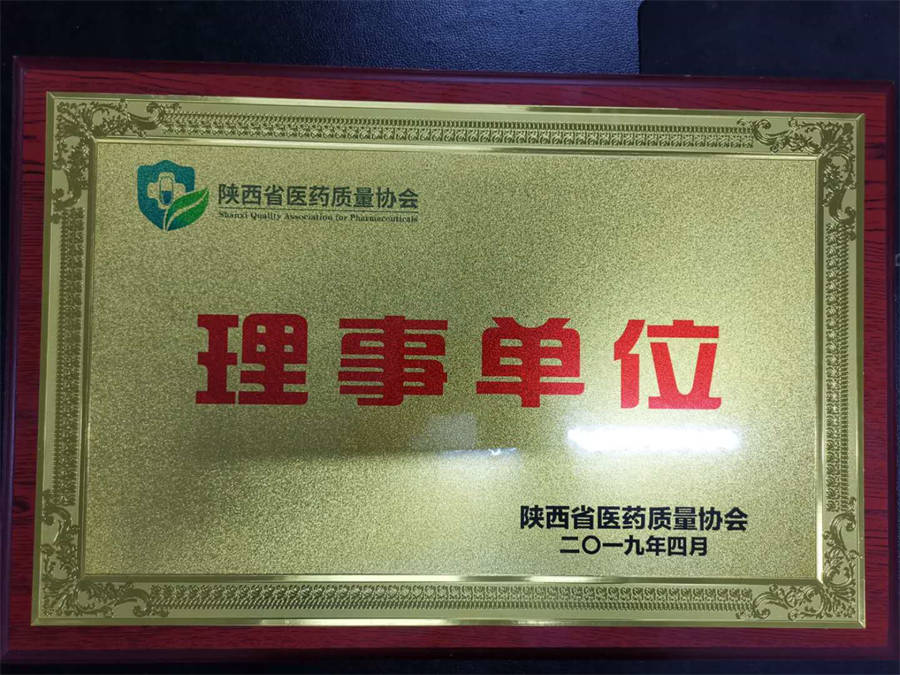 陕西省医药质量协会
Shanxi Quality Association for Pharmaceuticals
理事单位
陕西省医药质量协会
二〇一九年四月